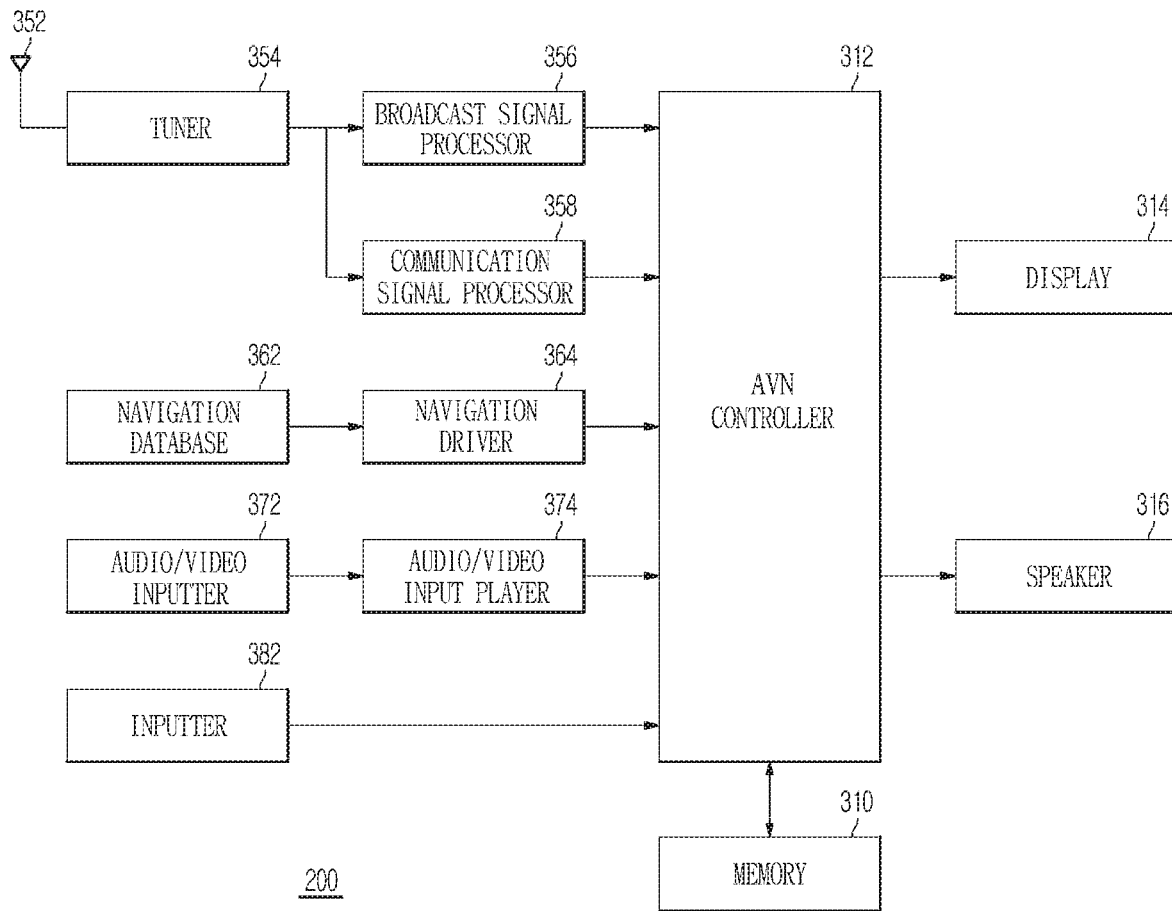 352
354
356
312
TUNER
BROADCAST SIGNAL
PROCESSOR
358
314
COMMUNICATION
SIGNAL PROCESSOR
DISPLAY
362
364
AVN
CONTROLLER
NAVIGATION
DATABASE
NAVIGATION
DRIVER
372
374
316
AUDIO/VIDEO
INPUTTER
AUDIO/VIDEO
INPUT PLAYER
SPEAKER
382
INPUTTER
310
MEMORY
200